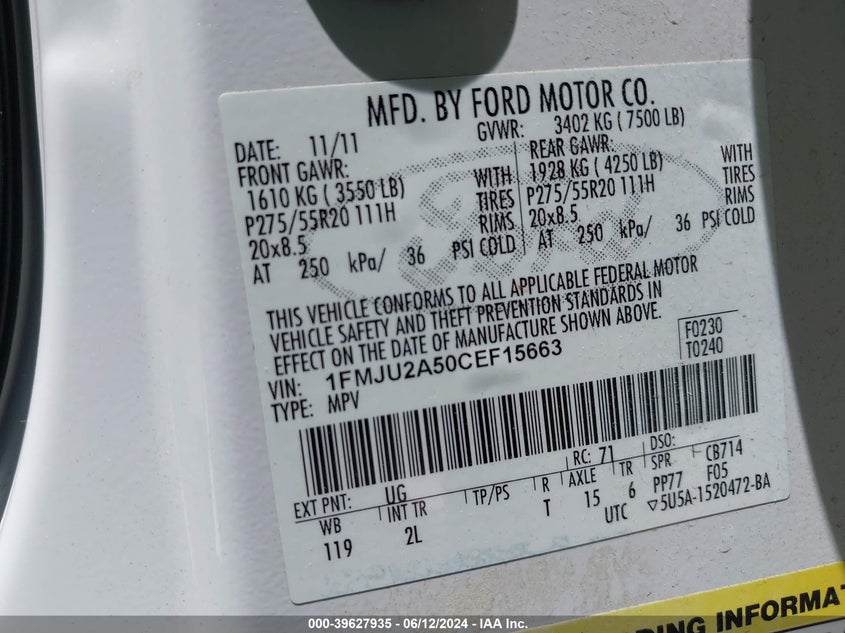 MFD. BY FORD MOTOR CO.
DATE: 11/11 GVWR: 3402 KG ( 7500 LB)
FRONT GAWR: REAR GAWR:
1610 KG ( 3550 LB) WITH 1928 KG ( 4250 LB) WITH
P275/55R20 111H TIRES P275/55R20 111H TIRES
20x8.5 RIMS 20x8.5 RIMS
AT 250 kPa/ 36 PSI COLD AT 250 kPa/ 36 PSI COLD
THIS VEHICLE CONFORMS TO ALL APPLICABLE FEDERAL MOTOR
VEHICLE SAFETY AND THEFT PREVENTION STANDARDS IN
EFFECT ON THE DATE OF MANUFACTURE SHOWN ABOVE.
VIN: 1FMJU2A50CEF15663 F0230
TYPE: MPV T0240
EXT PNT: UG RC: 71 DSO:
WB INT TR TP/PS R AXLE TR SPR CB714
119 2L T 15 6 PP77 F05
UTC ▽5U5A-1520472-BA
DING INFORMAT
000-39627935 - 06/12/2024 - IAA Inc.